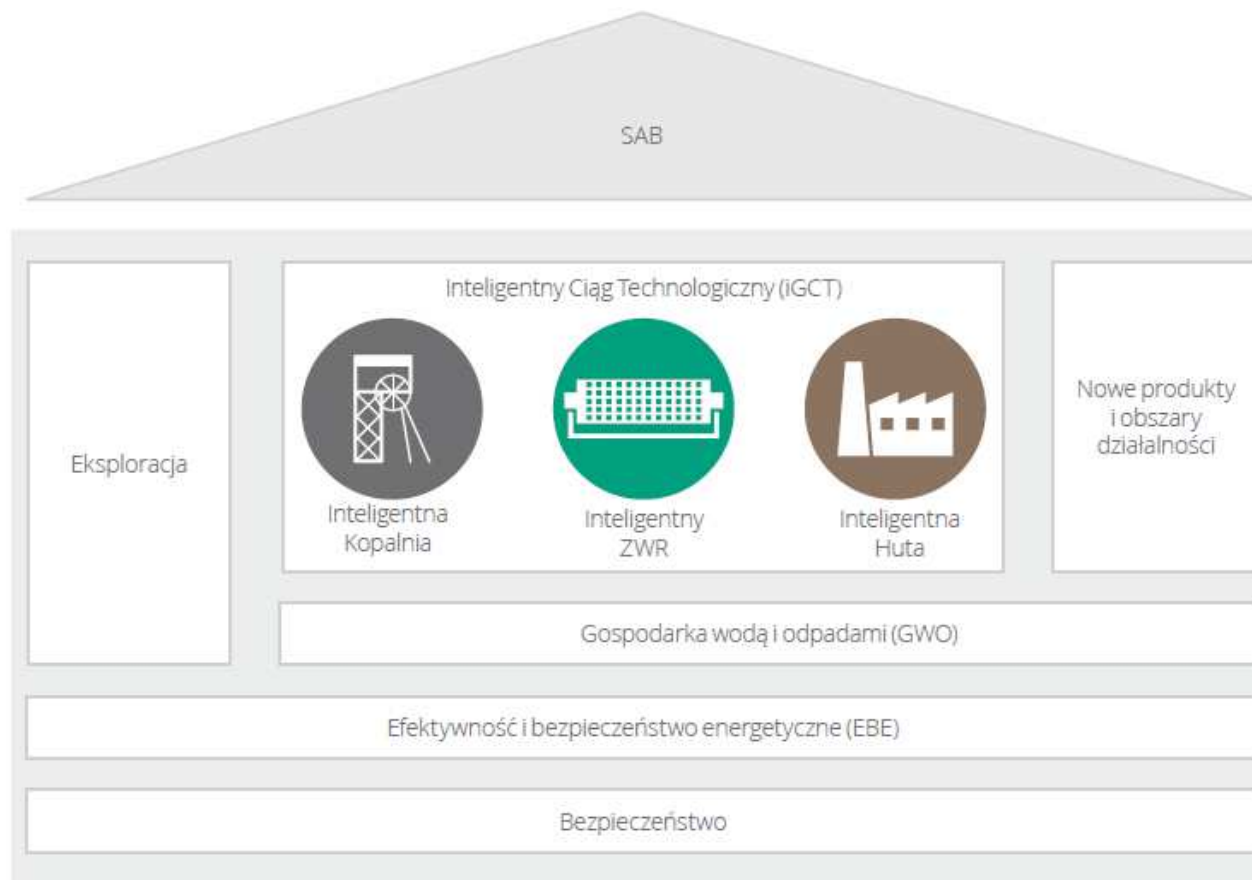 SAB
Eksploracja
Inteligentny Ciąg Technologiczny (iGCT)
Inteligentna
Kopalnia
Inteligentny
ZWR
Inteligentna
Huta
Nowe produkty
i obszary
działalności
Gospodarka wodą i odpadami (GWO)
Efektywność i bezpieczeństwo energetyczne (EBE)
Bezpieczeństwo